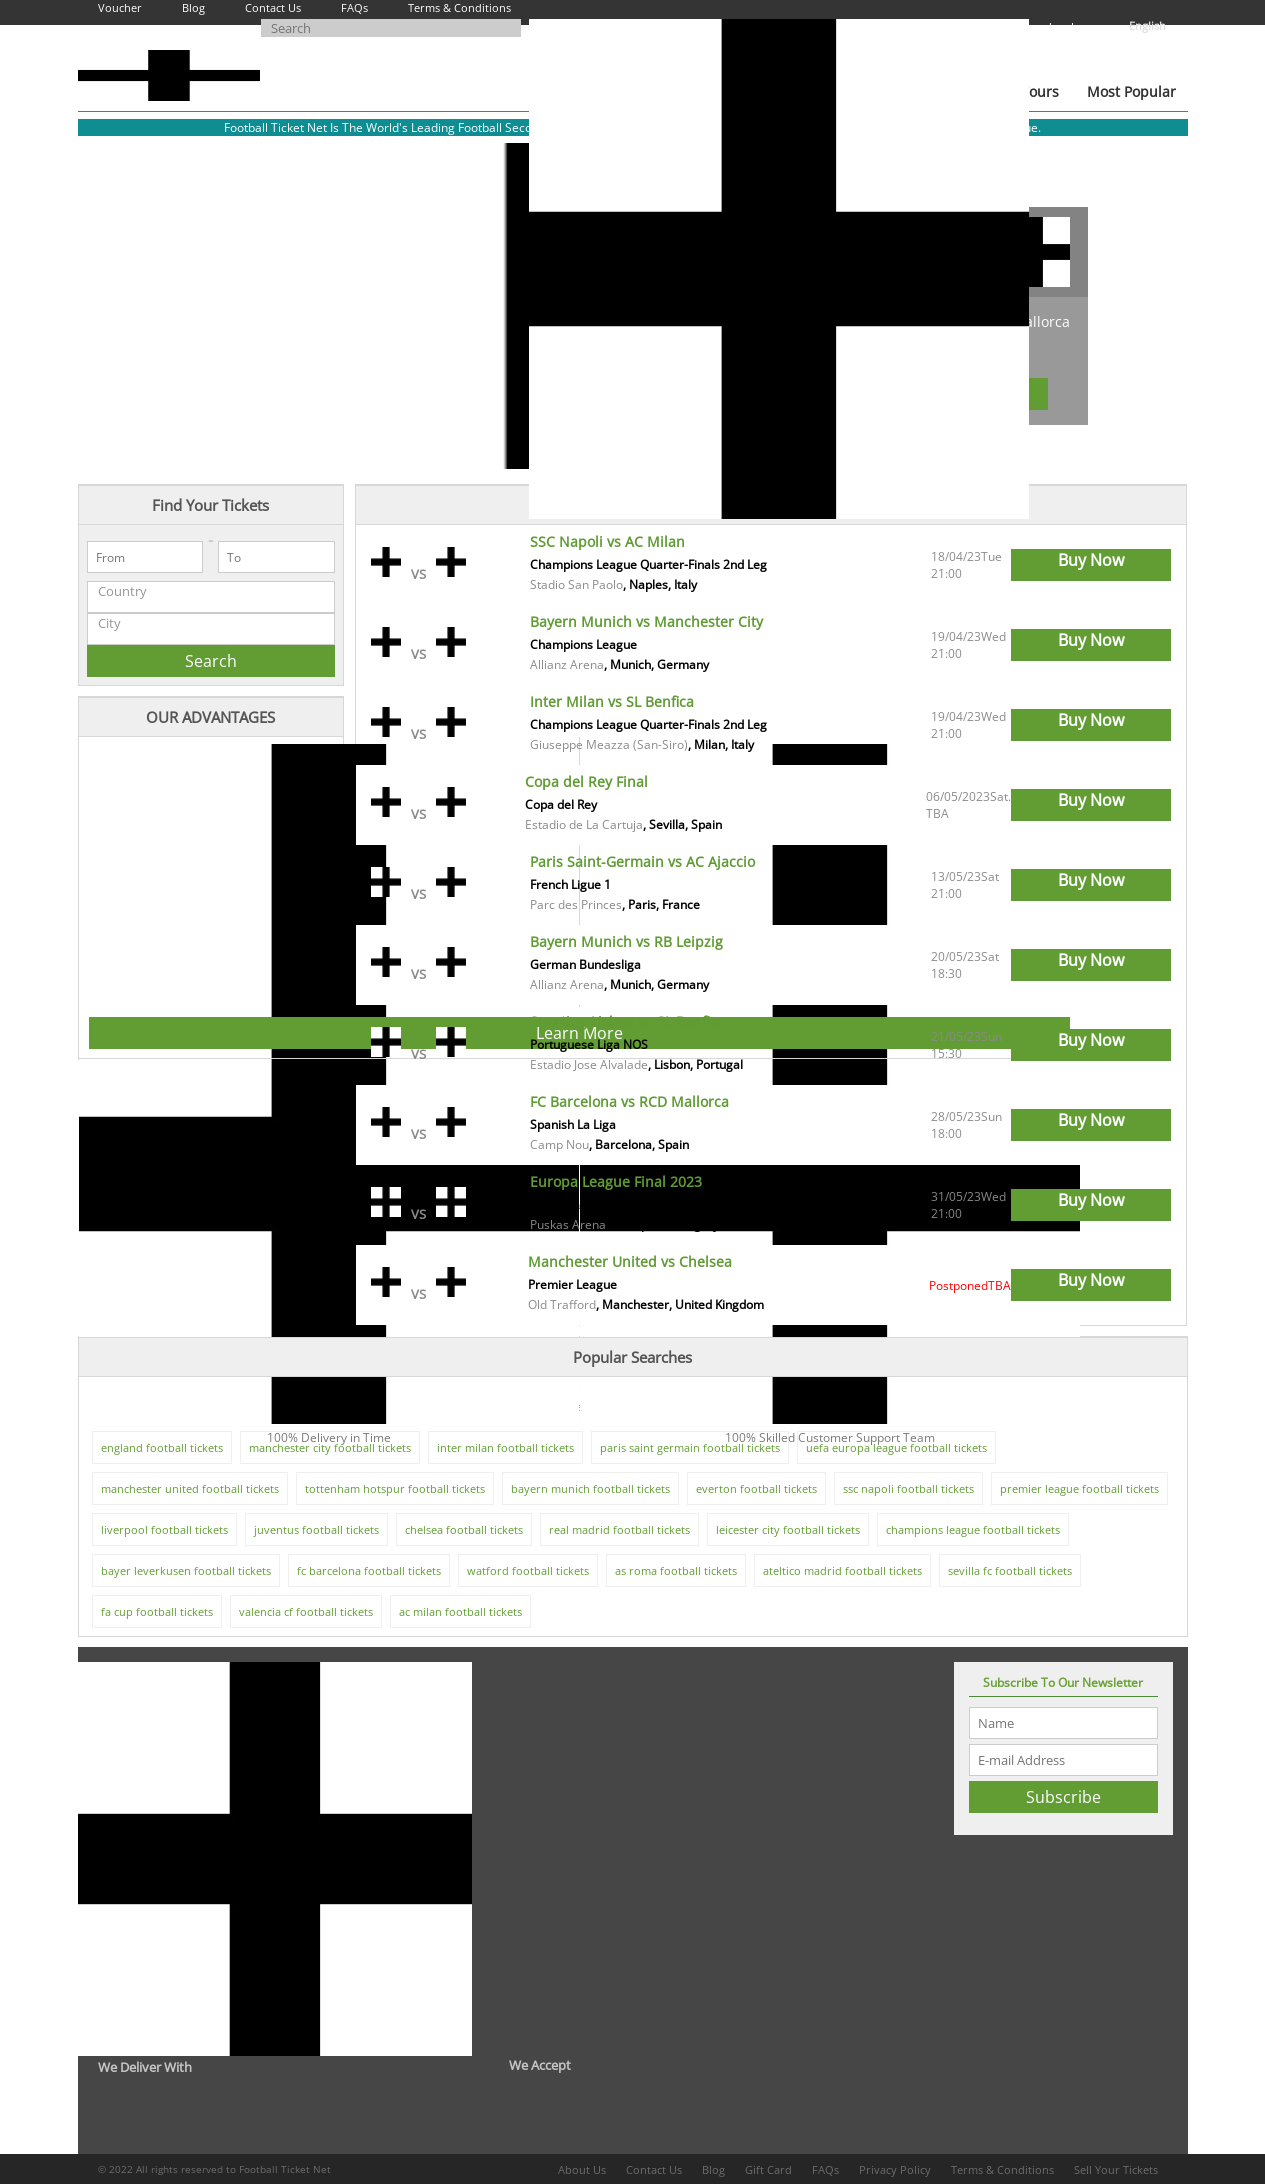 Voucher Blog Contact Us FAQs Terms & Conditions
Search
English
ours Most Popular
Football Ticket Net Is The World's Leading Football
allorca
Find Your Tickets
From To
Country
City
Search
OUR ADVANTAGES
SSC Napoli vs AC Milan
Champions League Quarter-Finals 2nd Leg
Stadio San Paolo, Naples, Italy
vs
18/04/23Tue
21:00
Buy Now
Bayern Munich vs Manchester City
Champions League
Allianz Arena, Munich, Germany
vs
19/04/23Wed
21:00
Buy Now
Inter Milan vs SL Benfica
Champions League Quarter-Finals 2nd Leg
Giuseppe Meazza (San-Siro), Milan, Italy
vs
19/04/23Wed
21:00
Buy Now
Copa del Rey Final
Copa del Rey
Estadio de La Cartuja, Sevilla, Spain
vs
06/05/2023Sat.
TBA
Buy Now
Paris Saint-Germain vs AC Ajaccio
French Ligue 1
Parc des Princes, Paris, France
vs
13/05/23Sat
21:00
Buy Now
Bayern Munich vs RB Leipzig
German Bundesliga
Allianz Arena, Munich, Germany
vs
20/05/23Sat
18:30
Buy Now
Learn More
Portuguese Liga NOS
Estadio Jose Alvalade, Lisbon, Portugal
vs
21/05/23Sun
15:30
Buy Now
FC Barcelona vs RCD Mallorca
Spanish La Liga
Camp Nou, Barcelona, Spain
vs
28/05/23Sun
18:00
Buy Now
Europa League Final 2023
Puskas Arena
vs
31/05/23Wed
21:00
Buy Now
Manchester United vs Chelsea
Premier League
Old Trafford, Manchester, United Kingdom
vs
PostponedTBA
Buy Now
Popular Searches
100% Delivery in Time 100% Skilled Customer Support Team
england football tickets manchester city football tickets inter milan football tickets paris saint germain football tickets uefa europa league football tickets
manchester united football tickets tottenham hotspur football tickets bayern munich football tickets everton football tickets ssc napoli football tickets premier league football tickets
liverpool football tickets juventus football tickets chelsea football tickets real madrid football tickets leicester city football tickets champions league football tickets
bayer leverkusen football tickets fc barcelona football tickets watford football tickets as roma football tickets ateltico madrid football tickets sevilla fc football tickets
fa cup football tickets valencia cf football tickets ac milan football tickets
Subscribe To Our Newsletter
Name
E-mail Address
Subscribe
We Deliver With
We Accept
© 2022 All rights reserved to Football Ticket Net
About Us Contact Us Blog Gift Card FAQs Privacy Policy Terms & Conditions Sell Your Tickets